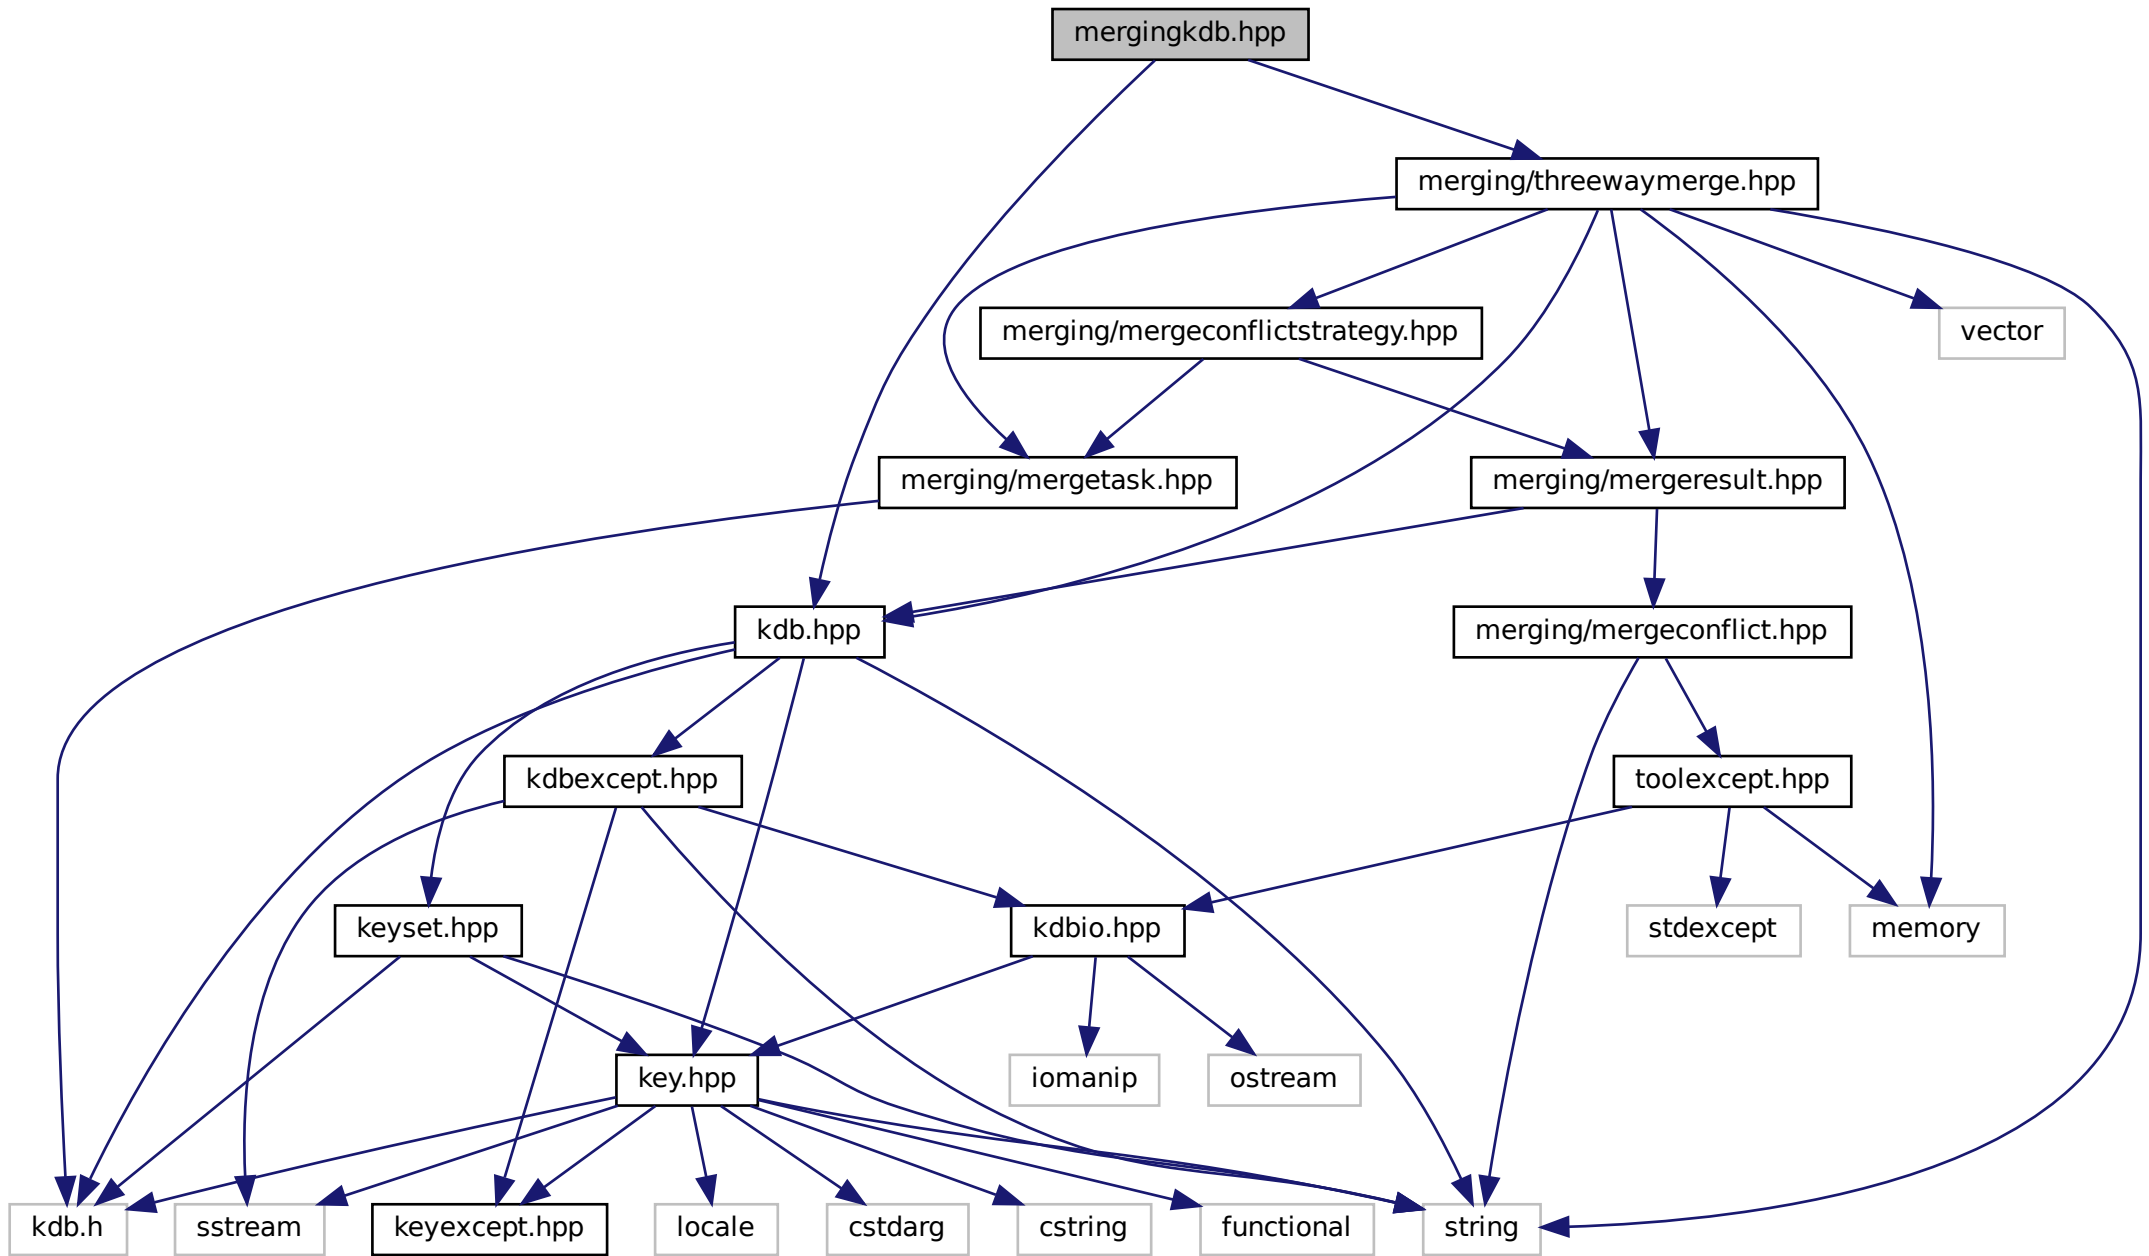 mergingkdb.hpp
merging/threewaymerge.hpp
merging/mergeconflictstrategy.hpp
vector
merging/mergetask.hpp
merging/mergeresult.hpp
kdb.hpp
merging/mergeconflict.hpp
kdbexcept.hpp
toolexcept.hpp
keyset.hpp
kdbio.hpp
stdexcept
memory
key.hpp
iomanip
ostream
kdb.h
sstream
keyexcept.hpp
locale
cstdarg
cstring
functional
string